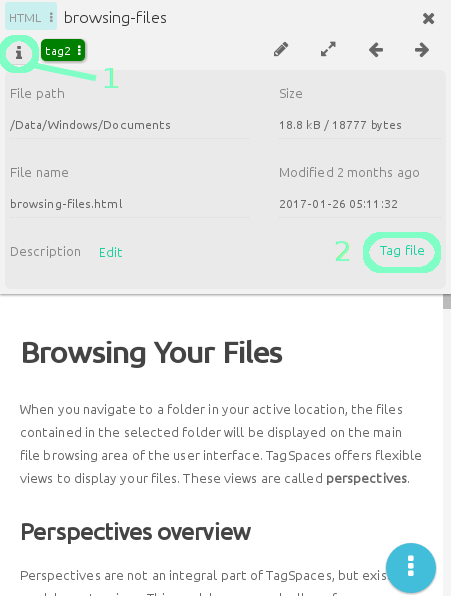 HTML browsing-files
tag2 1
File path Size
/Data/Windows/Documents 18.8 kB / 18777 bytes
File name Modified 2 months ago
browsing-files.html 2017-01-26 05:11:32
Description Edit 2 Tag file
Browsing Your Files
When you navigate to a folder in your active location, the files
contained in the selected folder will be displayed on the main
file browsing area of the user interface. TagSpaces offers flexible
views to display your files. These views are called perspectives.
Perspectives overview
Perspectives are not an integral part of TagSpaces, but